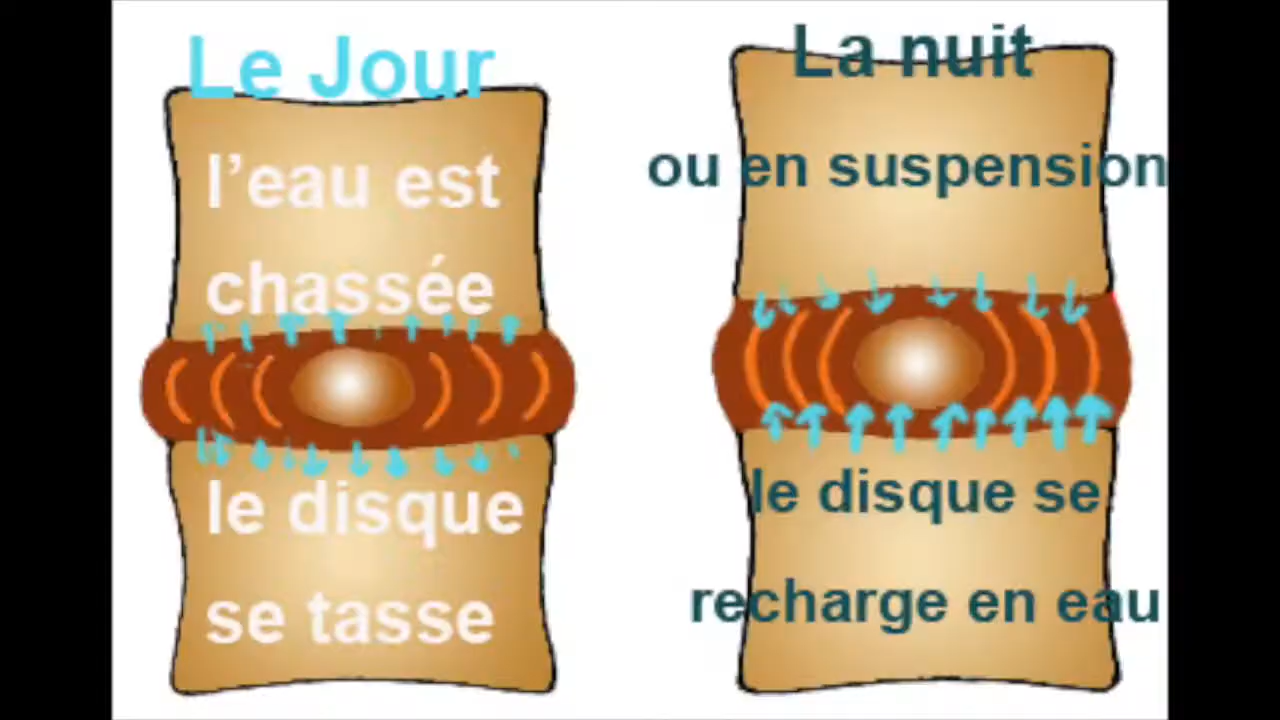 Le Jour
l’eau est
chassée
le disque
se tasse
La nuit
ou en suspension
le disque se
recharge en eau